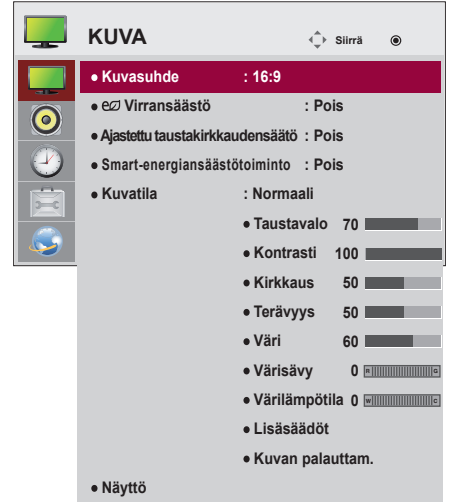 KUVA Siirrä
● Kuvasuhde : 16:9
● Virransäästö : Pois
● Ajastettu taustakirkkaudensäätö : Pois
● Smart-energiansäästötoiminto : Pois
● Kuvatila : Normaali
● Taustavalo 70
● Kontrasti 100
● Kirkkaus 50
● Terävyys 50
● Väri 60
● Värisävy 0 R G
● Värilämpötila 0 W C
● Lisäsäädöt
● Kuvan palauttam.
● Näyttö